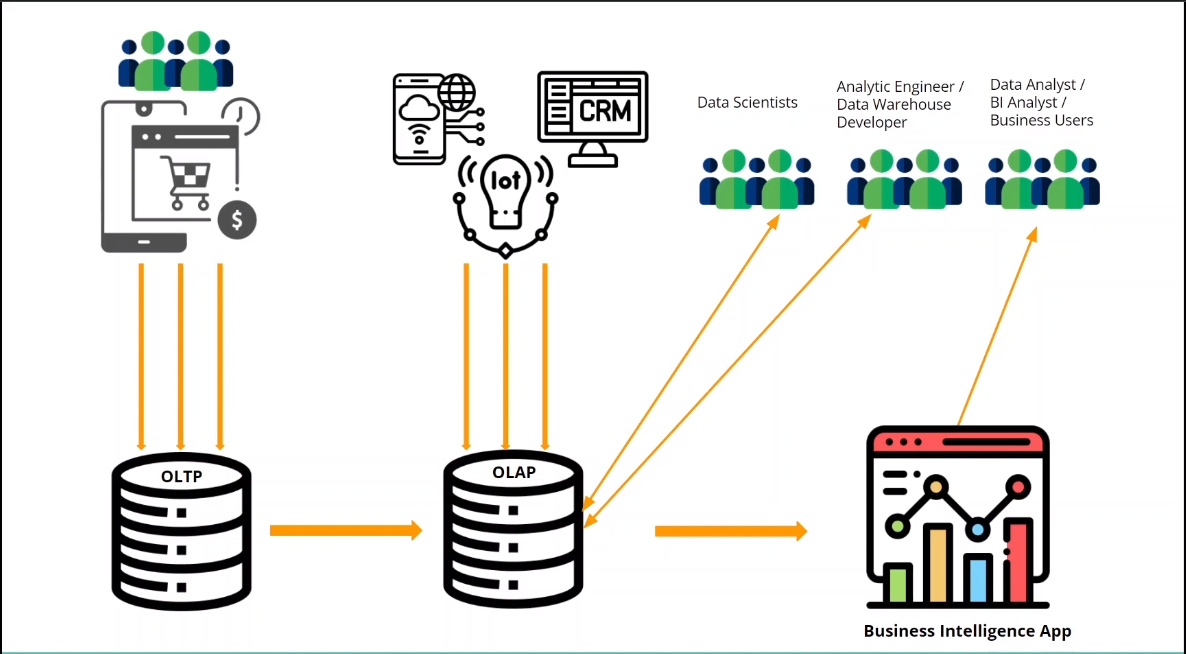 CRM
Iot
$
Data Scientists
Analytic Engineer /
Data Warehouse
Developer
Data Analyst /
BI Analyst /
Business Users
OLTP
OLAP
Business Intelligence App